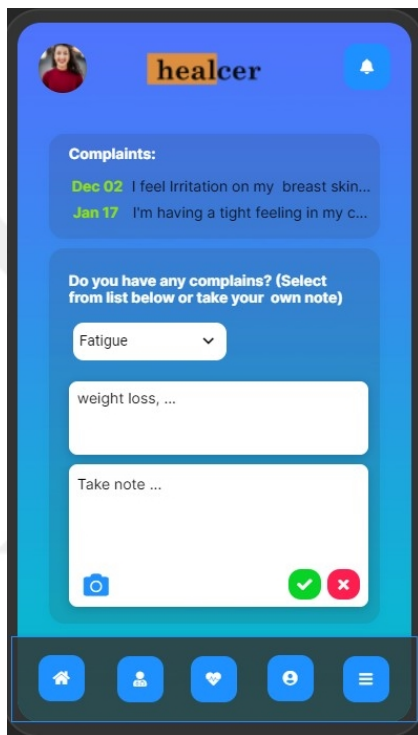 healcer
Complaints:
Dec 02 I feel Irritation on my breast skin...
Jan 17 I'm having a tight feeling in my c...
Do you have any complains? (Select
from list below or take your own note)
Fatigue
weight loss, ...
Take note ...